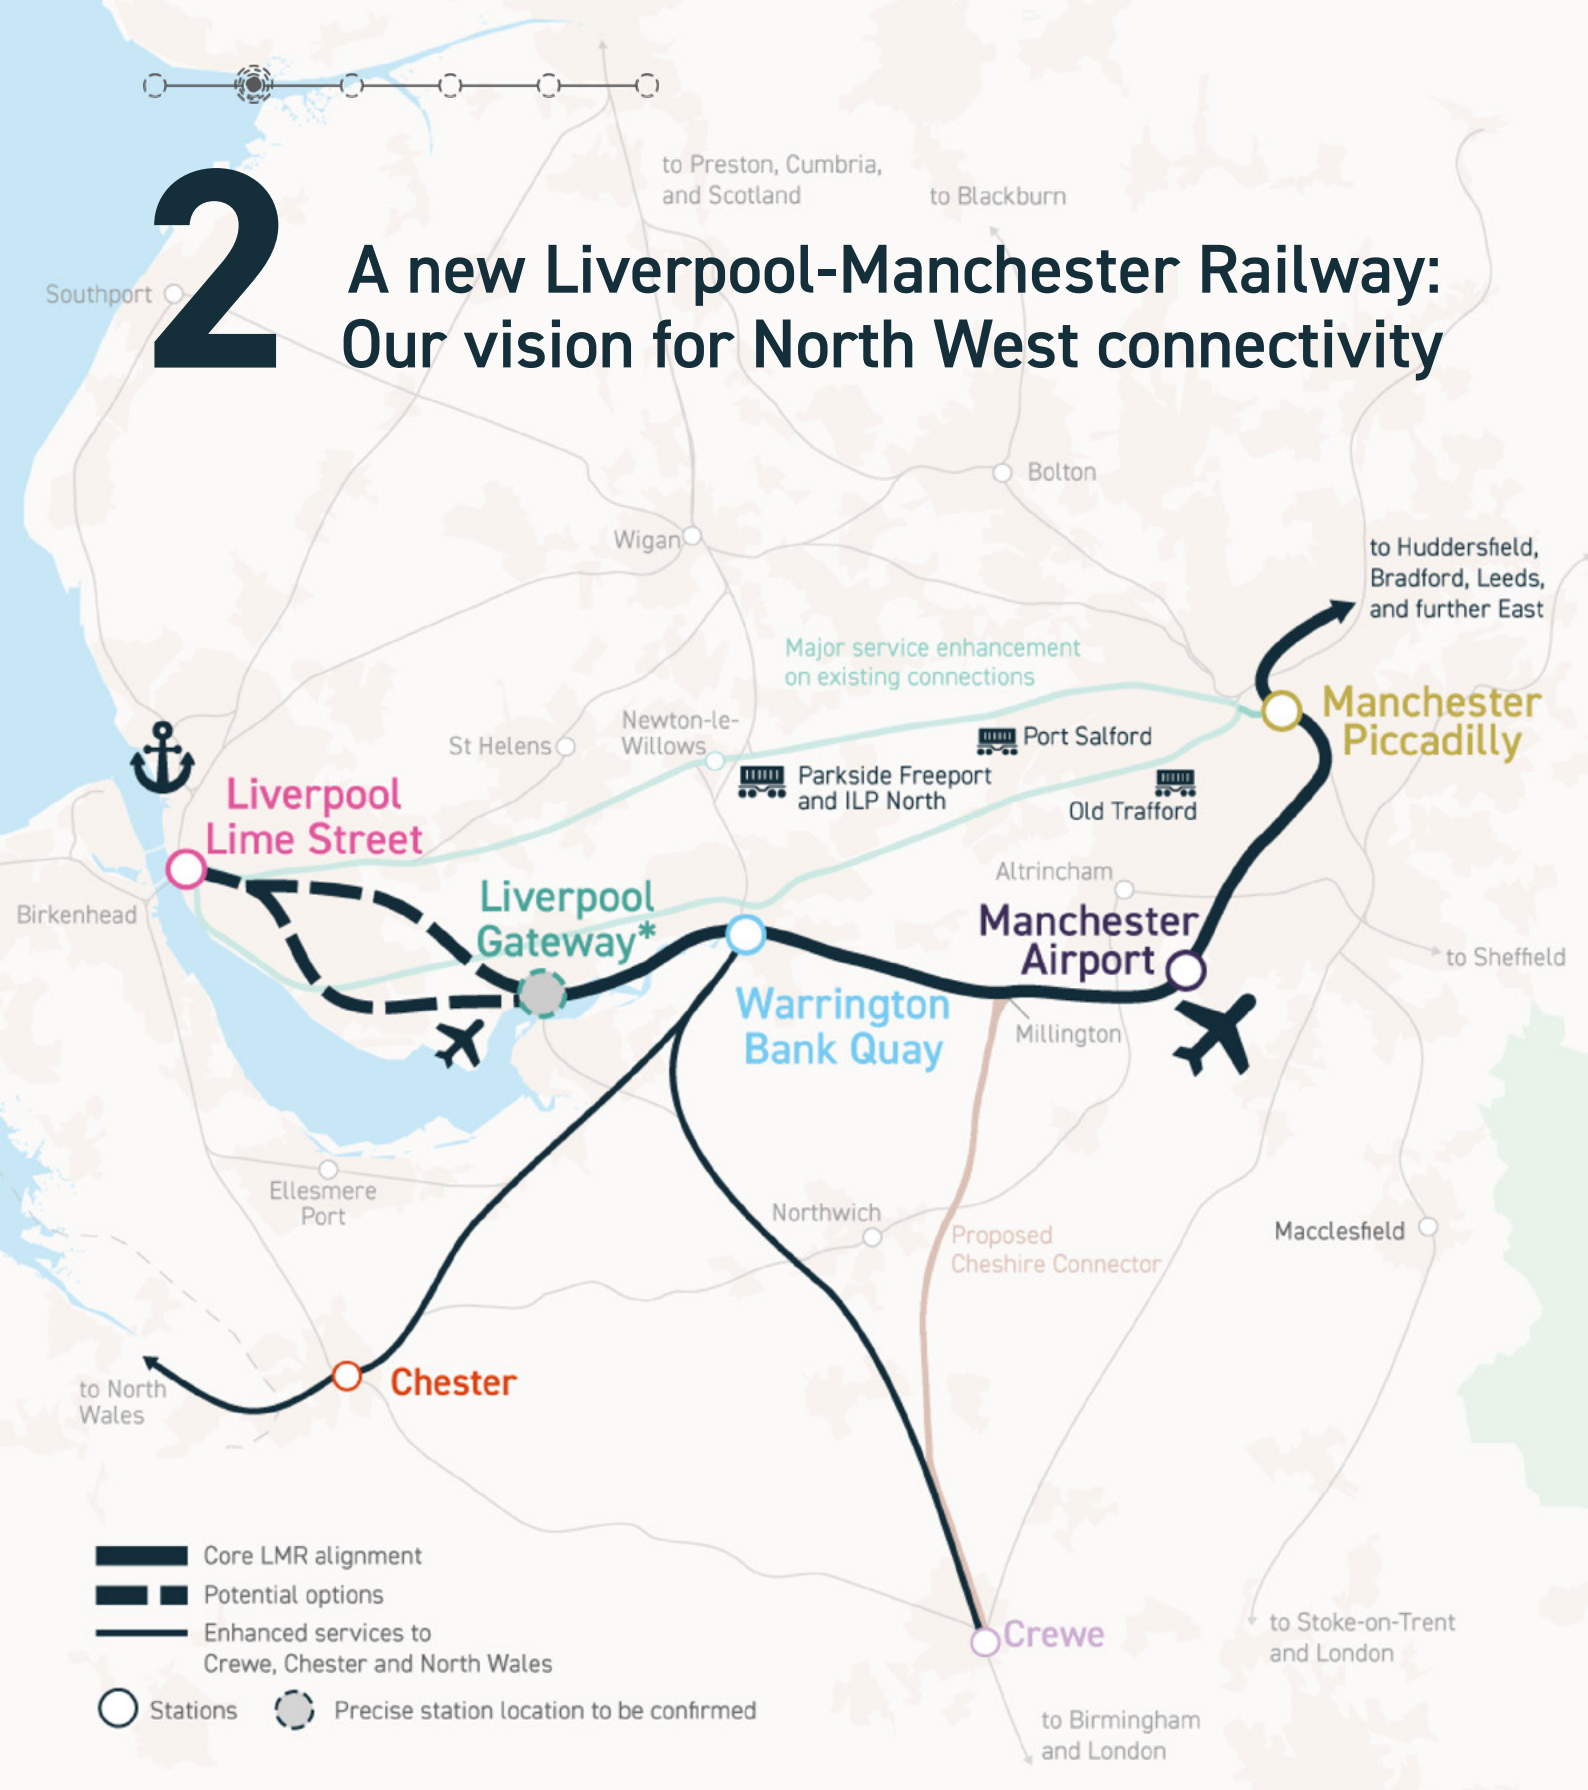 to Preston, Cumbria,
and Scotland
to Blackburn
2
A new Liverpool-Manchester Railway:
Our vision for North West connectivity
Southport
Bolton
Wigan
to Huddersfield,
Bradford, Leeds,
and further East
Major service enhancement
on existing connections
Manchester
Piccadilly
Newton-le-
Willows
St Helens
Port Salford
Parkside Freeport
and ILP North
Old Trafford
Liverpool
Lime Street
Altrincham
Liverpool
Gateway*
Birkenhead
Manchester
Airport
to Sheffield
Warrington
Bank Quay
Millington
Ellesmere
Port
Northwich
Proposed
Cheshire Connector
Macclesfield
to North
Wales
Chester
Core LMR alignment
Potential options
Enhanced services to
Crewe, Chester and North Wales
Stations
Precise station location to be confirmed
Crewe
to Stoke-on-Trent
and London
to Birmingham
and London